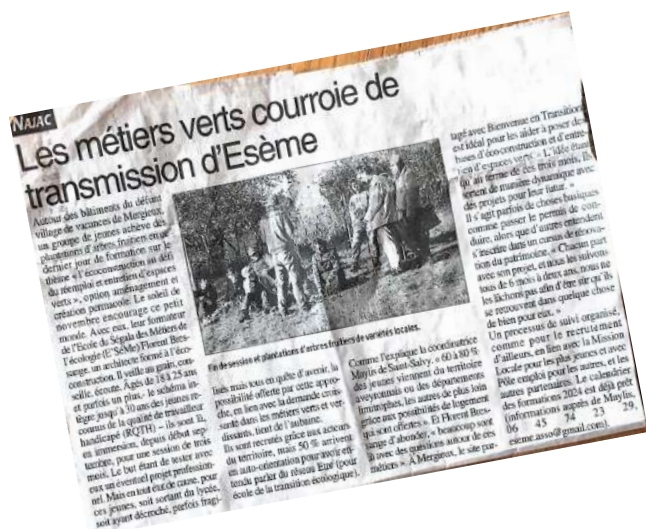 NAJAC
Les métiers verts courroie de
transmission d'Esème
Autour des bâtiments du défunt
village de vacances de Mergieux,
un groupe de jeunes achève des
plantations d'arbres fruitiers en ce
dernier jour de formation sur le
thème « l'écoconstruction au défi
du réemploi et entretien d'espaces
verts », option aménagement et
création permacole. Le soleil de
novembre encourage ce petit
monde. Avec eux, leur formateur
de l'Ecole du Ségala des Métiers de
l'écologie (E'SéMe) Florent Bres-
sange, un architecte formé à l'éco-
construction. Il veille au grain, con-
seille, écoute. Âgés de 18 à 25 ans
et parfois un plus, le schéma in-
tègre jusqu'à 30 ans des jeunes re-
connus de la qualité de travailleur
handicapé (RQTH) – ils sont là,
en immersion, depuis début sep-
tembre, pour une session de trois
mois. Le but étant de tester avec
eux un éventuel projet profession-
nel. Mais en tout état de cause, pour
ces jeunes, soit sortant du lycée,
soit ayant décroché, parfois fragi-
Fin de session et plantations d'arbres fruitiers de variétés locales.
lisés mais tous en quête d'avenir, la
possibilité offerte par cette appro-
che, en lien avec la demande crois-
sante dans les métiers verts et ver-
dissants, tient de l'aubaine.
Ils sont recrutés grâce aux acteurs
du territoire, mais 50 % arrivent
en auto-orientation pour avoir en-
tendu parler du réseau Etré (pour
école de la transition écologique).
Comme l'explique la coordinatrice
Maylis de Saint-Salvy, « 60 à 80 %
des jeunes viennent du territoire
aveyronnais ou des départements
limitrophes, les autres de plus loin
grâce aux possibilités de logement
qui sont offertes ». Et Florent Bres-
sange d'abonder, « beaucoup sont
là avec des questions autour de ces
métiers ». À Mergieux, le site par-
tagé avec Bienvenue en Transition
est idéal pour les aider à poser des
bases d'éco-construction et d'entre-
tien d'espaces verts. « L'idée étant
qu'au terme de ces trois mois, ils
sortent de manière dynamique avec
des projets pour leur futur. »
Il s'agit parfois de choses basiques
comme passer le permis de con-
duire, alors que d'autres entendent
s'inscrire dans un cursus de rénova-
tion du patrimoine. « Chacun part
avec son projet, et nous les suivons
tous de 6 mois à deux ans, nous ne
les lâchons pas afin d'être sûr qu'ils
se retrouvent dans quelque chose
de bien pour eux. »
Un processus de suivi organisé,
comme pour le recrutement
d'ailleurs, en lien avec la Mission
Locale pour les plus jeunes et avec
Pôle emploi pour les autres, et les
autres partenaires. Le calendrier
des formations 2024 est déjà prêt
(informations auprès de Maylis,
06 45 74 23 29,
eseme.asso@gmail.com).